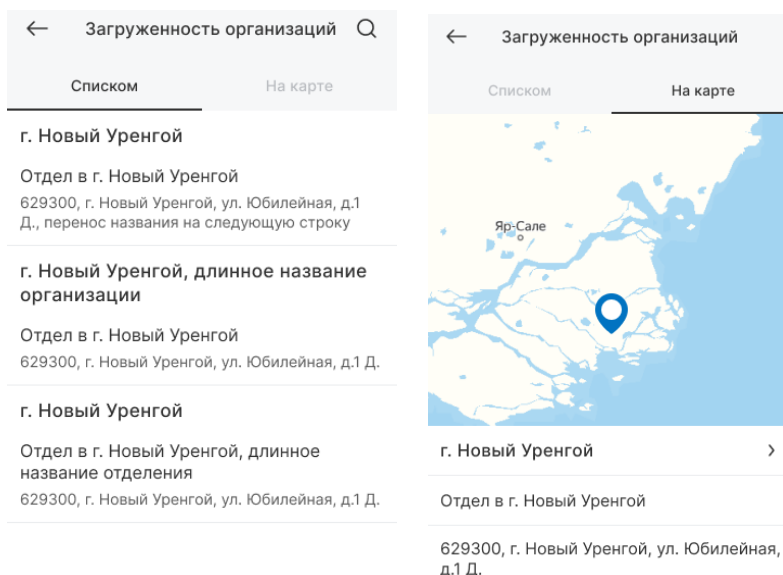 Загруженность организаций
Списком
На карте
г. Новый Уренгой
Отдел в г. Новый Уренгой
629300, г. Новый Уренгой, ул. Юбилейная, д.1
Д., перенос названия на следующую строку
г. Новый Уренгой, длинное название
организации
Отдел в г. Новый Уренгой
629300, г. Новый Уренгой, ул. Юбилейная, д.1 Д.
г. Новый Уренгой
Отдел в г. Новый Уренгой, длинное
название отделения
629300, г. Новый Уренгой, ул. Юбилейная, д.1 Д.
Загруженность организаций
Списком
На карте
Яр-Сале
г. Новый Уренгой
Отдел в г. Новый Уренгой
629300, г. Новый Уренгой, ул. Юбилейная,
д.1 Д.